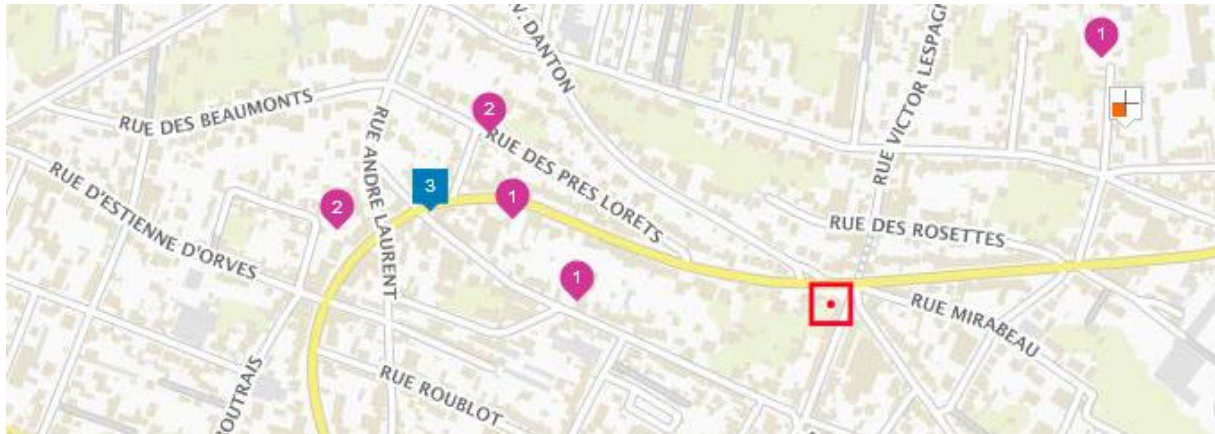 V. DANTON
RUE VICTOR LESPAG
1
RUE DES BEAUMONTS
2
RUE ANDRE LAURENT
RUE DES PRES LORETS
3
1
2
RUE D'ESTIENNE D'ORVES
RUE DES ROSETTES
1
RUE MIRABEAU
RUE ROUBLOT
OUTRAIS